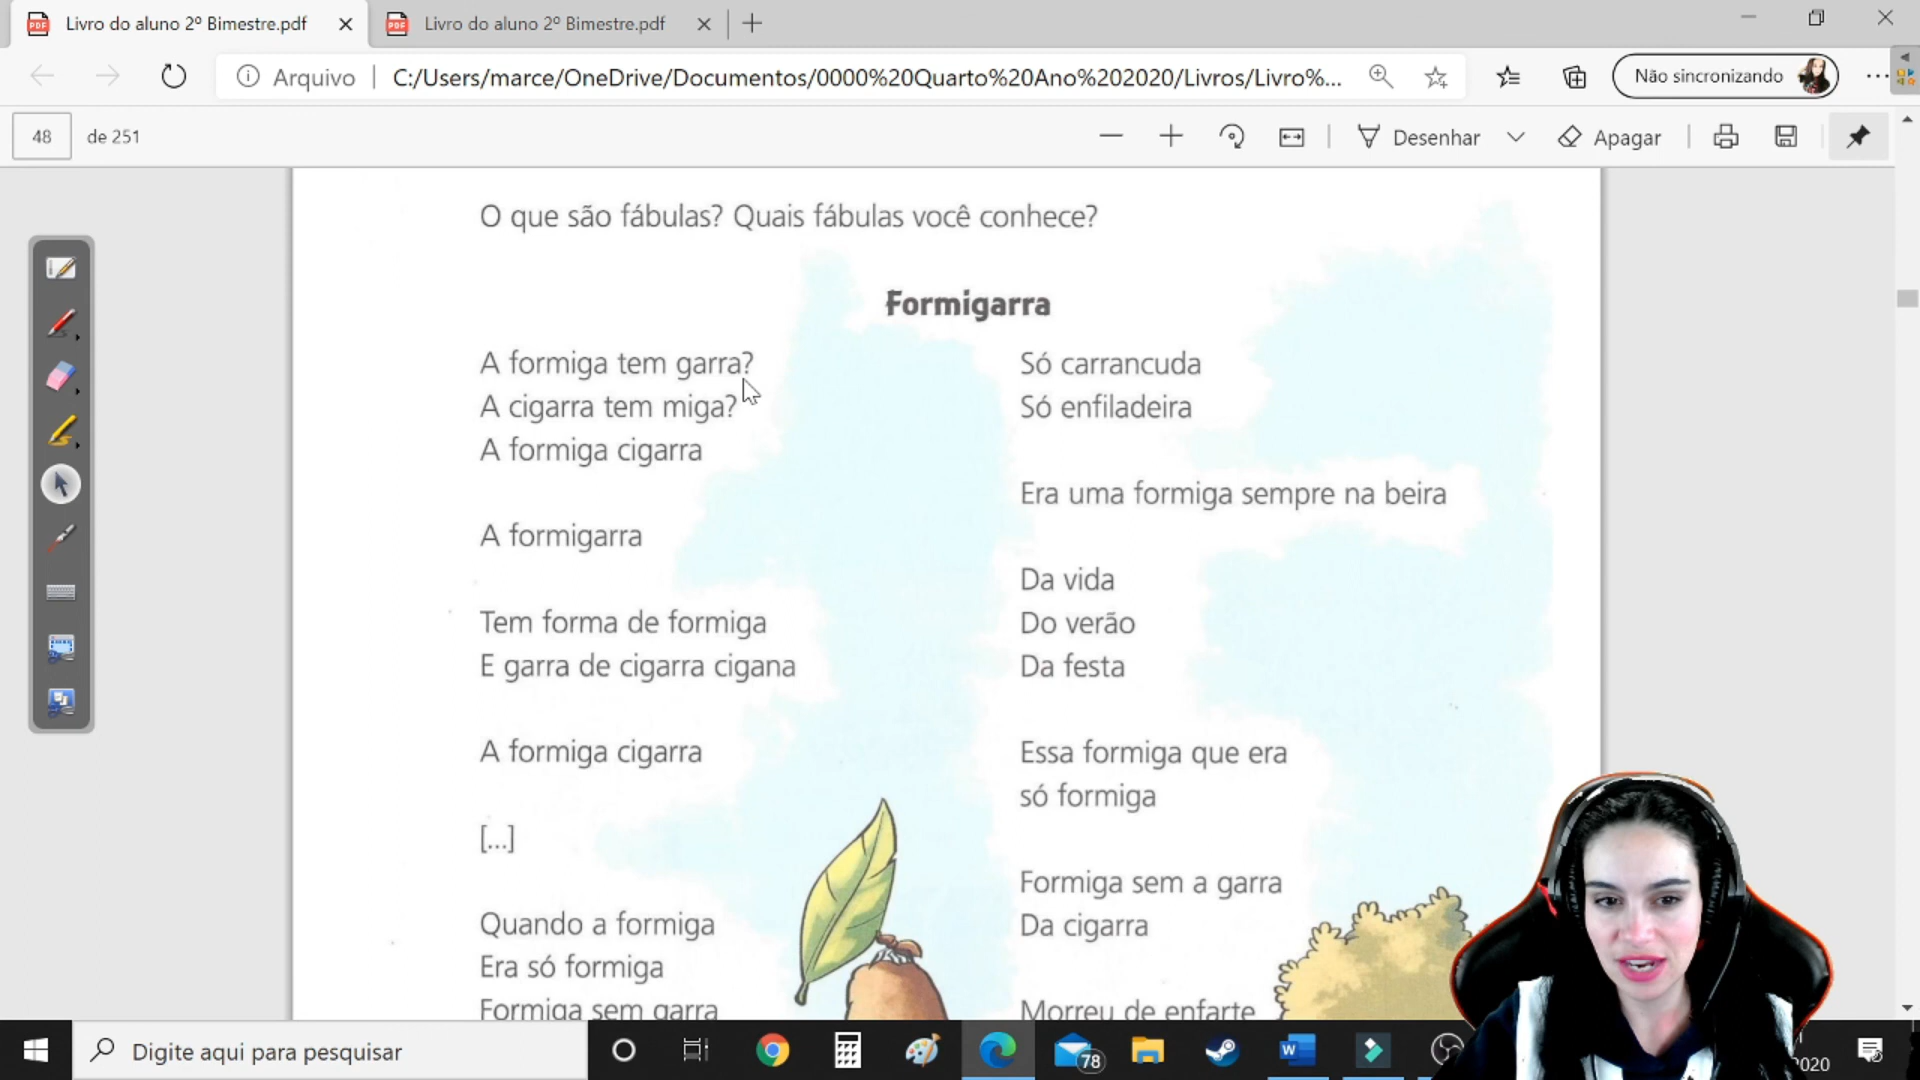 Livro do aluno 2º Bimestre.pdf
Livro do aluno 2º Bimestre.pdf
Arquivo
C:/Users/marce/OneDrive/Documentos/0000%20Quarto%20Ano%202020/Livros/Livro%...
Não sincronizando
48
de 251
Desenhar
Apagar
O que são fábulas? Quais fábulas você conhece?
Formigarra
A formiga tem garra?
A cigarra tem miga?
A formiga cigarra
A formigarra
Tem forma de formiga
E garra de cigarra cigana
A formiga cigarra
[...]
Quando a formiga
Era só formiga
Formiga sem garra
Só carrancuda
Só enfiladeira
Era uma formiga sempre na beira
Da vida
Do verão
Da festa
Essa formiga que era
só formiga
Formiga sem a garra
Da cigarra
Morreu de enfarte
Digite aqui para pesquisar
78